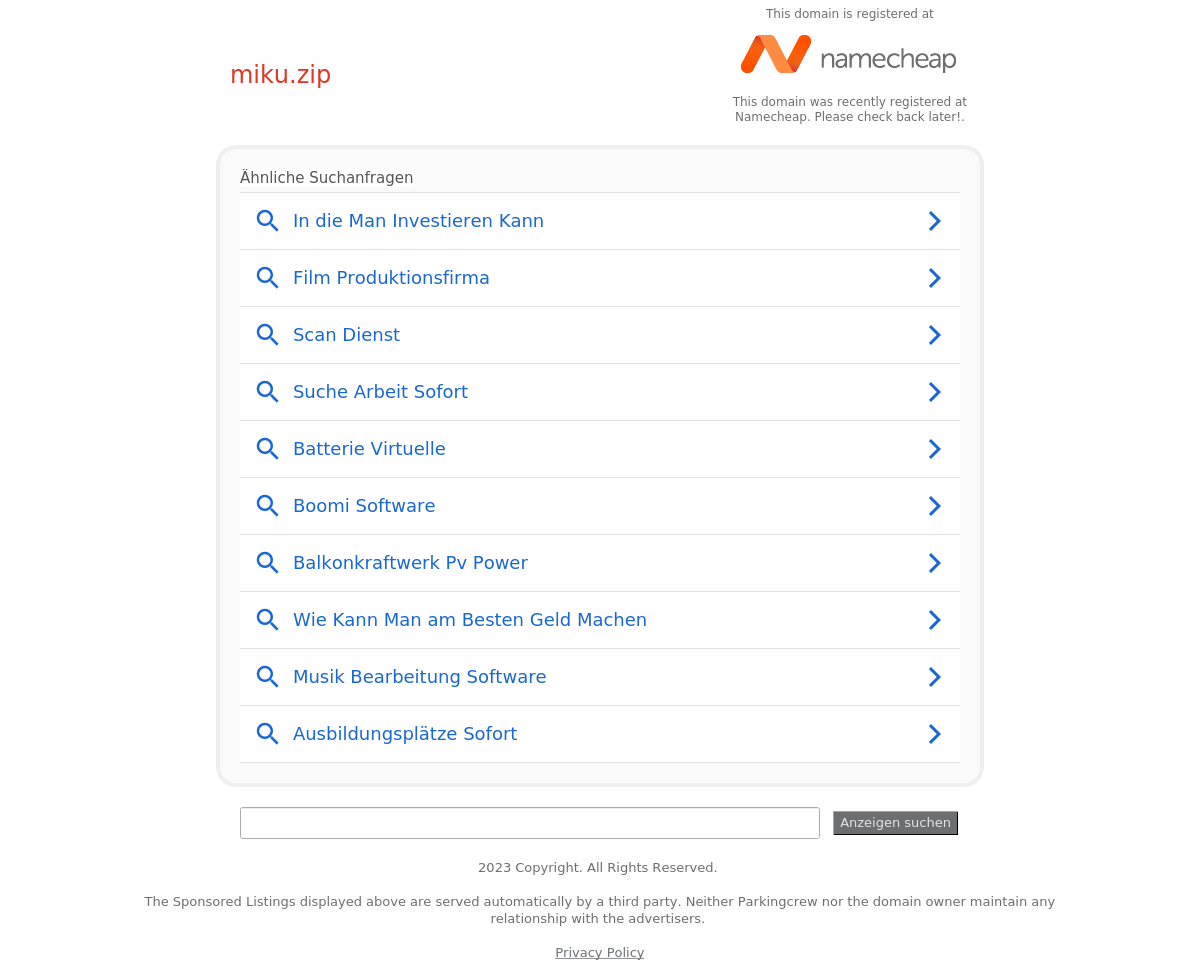 This domain is registered at
miku.zip
namecheap
This domain was recently registered at
Namecheap. Please check back later!.
Ähnliche Suchanfragen
In die Man Investieren Kann
Film Produktionsfirma
Scan Dienst
Suche Arbeit Sofort
Batterie Virtuelle
Boomi Software
Balkonkraftwerk Pv Power
Wie Kann Man am Besten Geld Machen
Musik Bearbeitung Software
Ausbildungsplätze Sofort
Anzeigen suchen
2023 Copyright. All Rights Reserved.
The Sponsored Listings displayed above are served automatically by a third party. Neither Parkingcrew nor the domain owner maintain any
relationship with the advertisers.
Privacy Policy